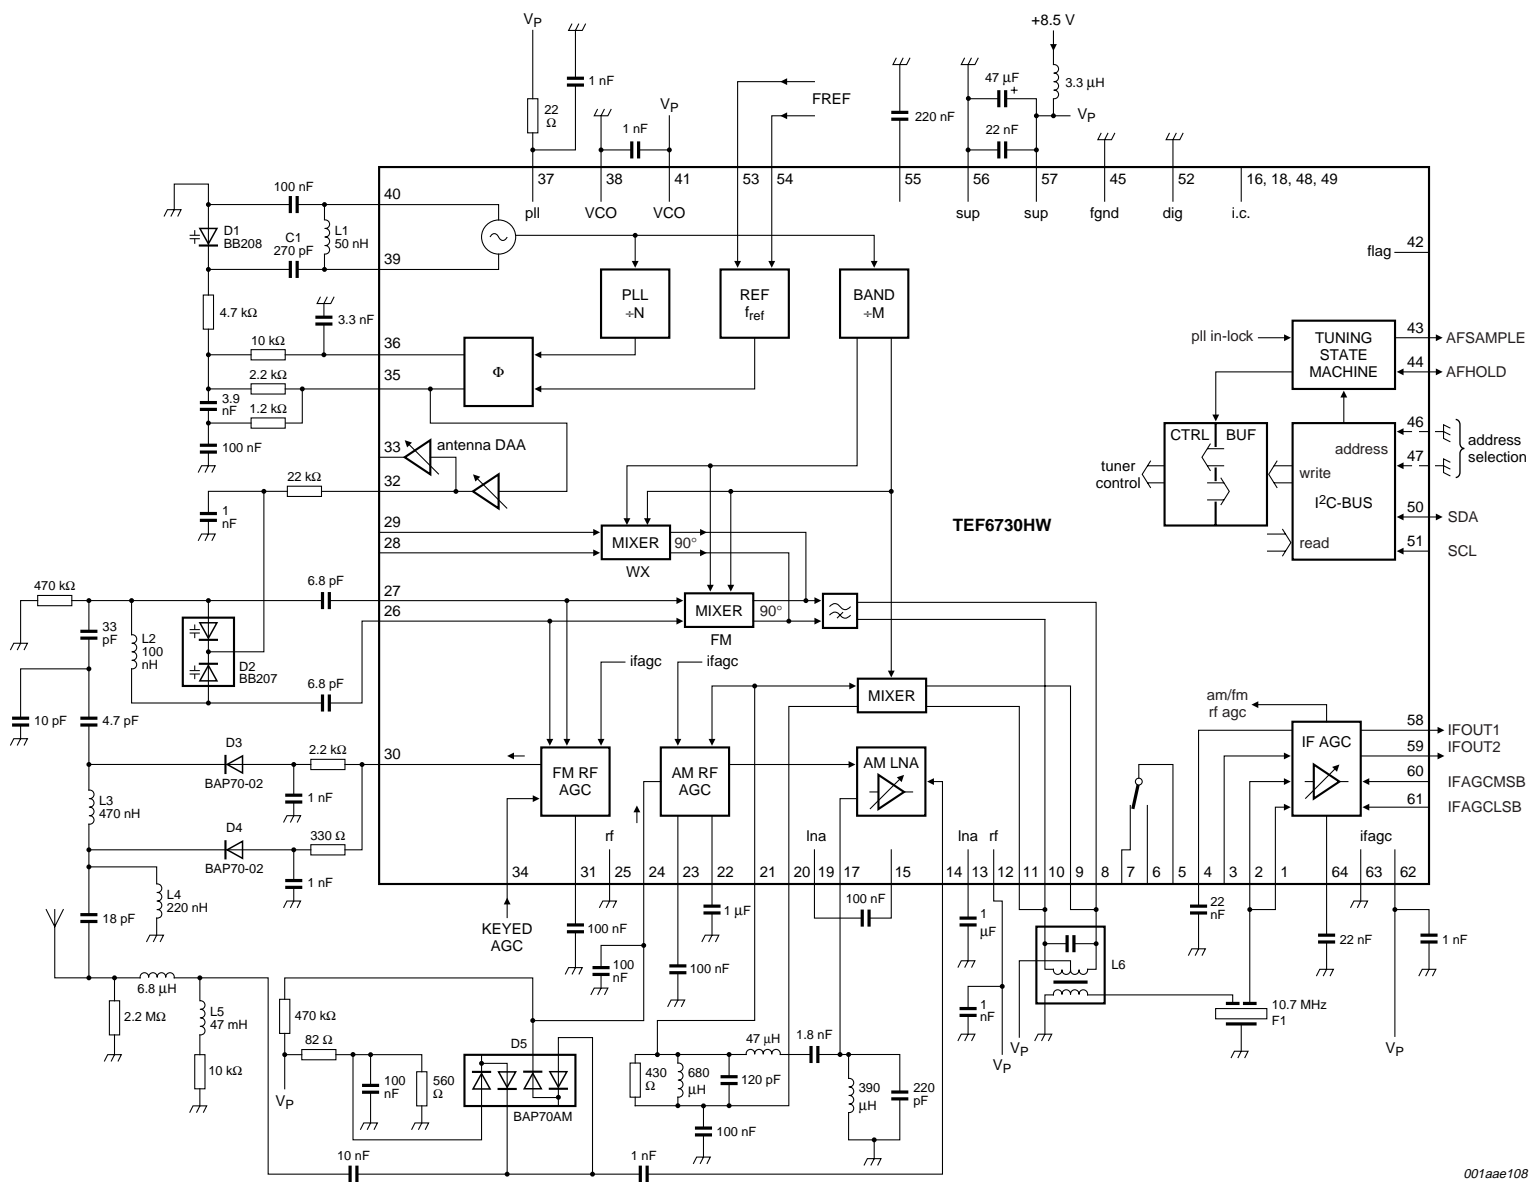 +8.5 V
VP
1 nF
22
Ω
1 nF
VP
FREF
220 nF
47 μF
+
22 nF
3.3 μH
VP
37
38
41
53
54
55
56
57
45
52
16, 18, 48, 49
pll
VCO
VCO
sup
sup
fgnd
dig
i.c.
100 nF
40
D1
BB208
C1
270 pF
L1
50 nH
39
flag
42
4.7 kΩ
3.3 nF
PLL
÷N
REF
fref
BAND
÷M
10 kΩ
36
Φ
pll in-lock
TUNING
STATE
MACHINE
43
AFSAMPLE
44
AFHOLD
2.2 kΩ
35
3.9
nF
1.2 kΩ
100 nF
33
antenna DAA
CTRL
BUF
address
46
47
address
selection
tuner
control
write
I2C-BUS
read
22 kΩ
32
1
nF
TEF6730HW
50
SDA
51
SCL
29
28
MIXER
90°
WX
470 kΩ
6.8 pF
27
26
MIXER
90°
FM
33
pF
L2
100
nH
D2
BB207
6.8 pF
ifagc
ifagc
MIXER
10 pF
4.7 pF
am/fm
rf agc
IF AGC
58
IFOUT1
59
IFOUT2
60
IFAGCMSB
61
IFAGCLSB
D3
BAP70-02
2.2 kΩ
30
1 nF
FM RF
AGC
AM RF
AGC
AM LNA
L3
470 nH
D4
BAP70-02
330 Ω
1 nF
rf
lna
lna
rf
ifagc
34
31
25
24
23
22
21
20
19
17
15
14
13
12
11
10
9
8
7
6
5
4
3
2
1
64
63
62
L4
220 nH
18 pF
KEYED
AGC
100 nF
100
nF
100 nF
1 μF
100 nF
1
μF
1
nF
VP
VP
L6
22
nF
10.7 MHz
F1
22 nF
VP
1 nF
6.8 μH
2.2 MΩ
L5
47 mH
10 kΩ
470 kΩ
82 Ω
VP
100
nF
560
Ω
D5
BAP70AM
430
Ω
680
μH
120 pF
47 μH
1.8 nF
100 nF
390
μH
220
pF
10 nF
1 nF
001aae108